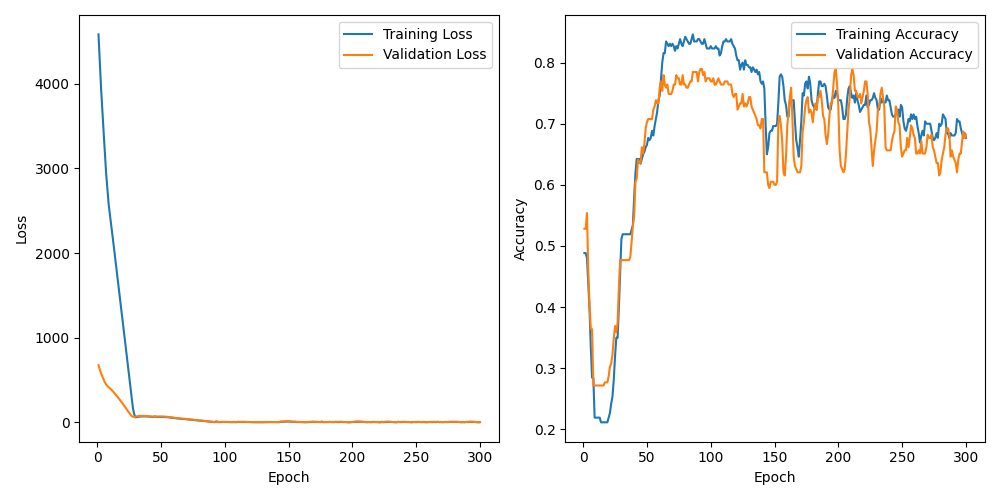 Training Loss
Validation Loss
4000
3000
2000
1000
0
Loss
0 50 100 150 200 250 300
Epoch
Training Accuracy
Validation Accuracy
0.8
0.7
0.6
0.5
0.4
0.3
0.2
Accuracy
0 50 100 150 200 250 300
Epoch